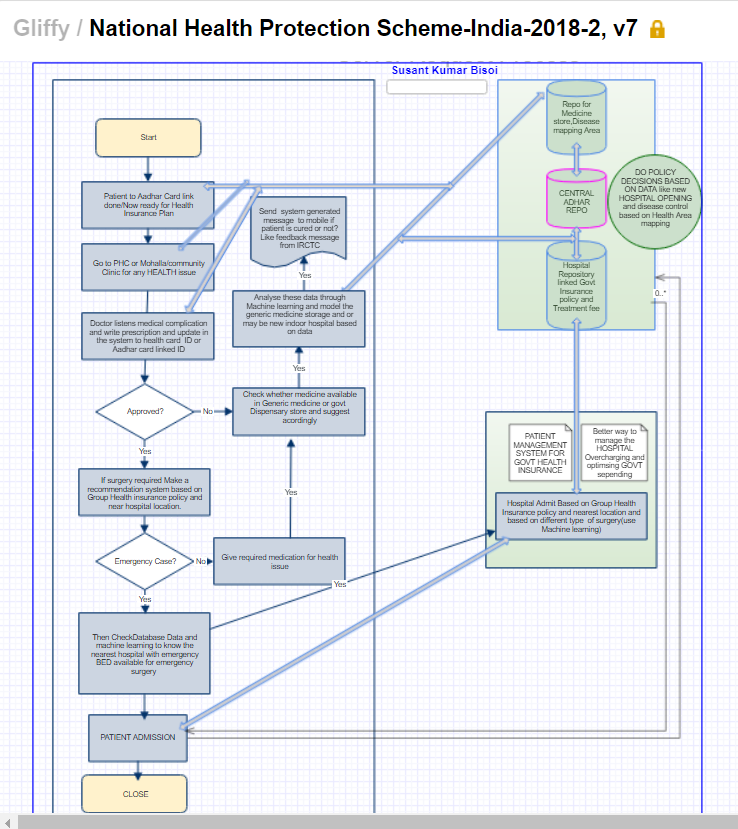 Gliffy / National Health Protection Scheme-India-2018-2, v7
Susant Kumar Bisoi
Start
Patient to Aadhar Card link
done/Now ready for Health
Insurance Plan
Go to PHC or Mohalla/community
Clinic for any HEALTH issue
Doctor listens medical complication
and write prescription and update in
the system to health card ID or
Aadhar card linked ID
Approved?
No
Yes
If surgery required Make a
recommendation system based on
Group Health insurance policy and
near hospital location.
Emergency Case?
No
Yes
Then CheckDatabase Data and
machine learning to know the
nearest hospital with emergency
BED available for emergency
surgery
PATIENT ADMISSION
CLOSE
Send system generated
message to mobile if
patient is cured or not?
Like feedback message
from IRCTC
Yes
Analyse these data through
Machine learning and model the
generic medicine storage and or
may be new indoor hospital based
on data
Yes
Check whether medicine available
in Generic medicine or govt
Dispensary store and suggest
acordingly
Yes
Give required medication for health
issue
Yes
Repo for
Medicine
store,Disease
mapping Area
CENTRAL
ADHAR
REPO
Hospital
Repository
linked Govt
Insurance
policy and
Treatment fee
DO POLICY
DECISIONS BASED
ON DATA like new
HOSPITAL OPENING
and disease control
based on Health Area
mapping
0..*
PATIENT
MANAGEMENT
SYSTEM FOR
GOVT HEALTH
INSURANCE
Better way to
manage the
HOSPITAL
Overcharging and
optimsing GOVT
sepending
Hospital Admit Based on Group Health
Insurance policy and nearest location and
based on different type of surgery(use
Machine learning)